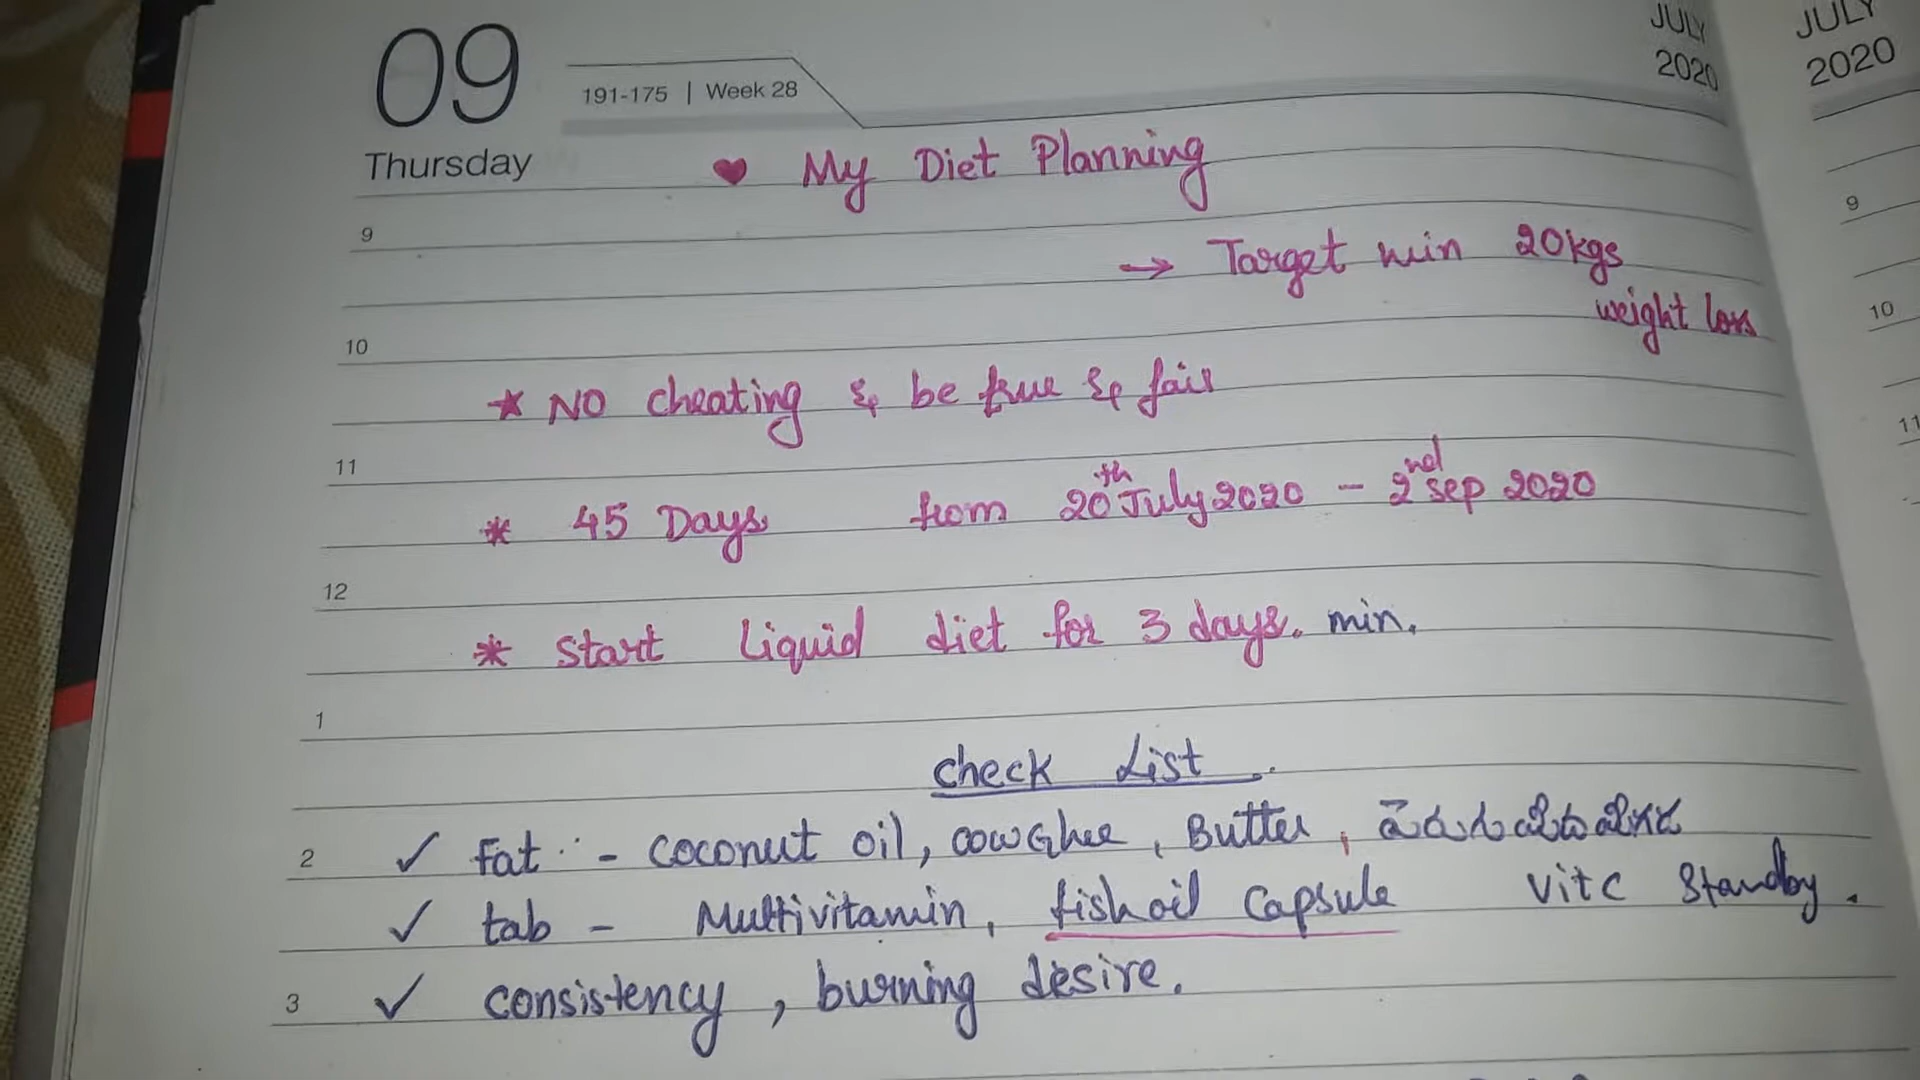 09
191-175 | Week 28
JULY
2020
Thursday
♥ My Diet Planning
9
→ Target min 20kgs
weight loss
10
* NO cheating & be true & fair
11
* 45 Days from 20th July 2020 - 2nd Sep 2020
12
* Start Liquid diet for 3 days. min.
1
Check List.
2 ✓ Fat :- coconut oil, cow Ghee, Butter,
✓ tab - Multivitamin, fish oil Capsule Vit C Standby.
3 ✓ consistency, burning desire.
JULY
2020
9
10
11